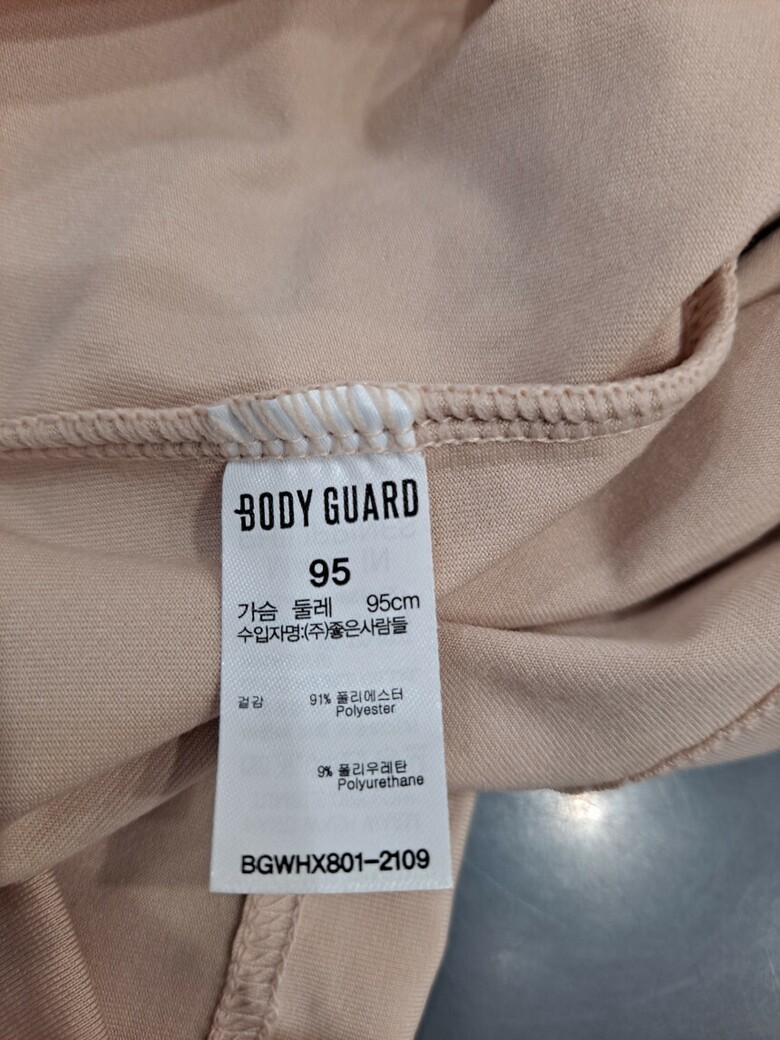 BODY GUARD
95
가슴 둘레 95cm
수입자명:(주)좋은사람들
겉감 91% 폴리에스터
Polyester
9% 폴리우레탄
Polyurethane
BGWHX801-2109